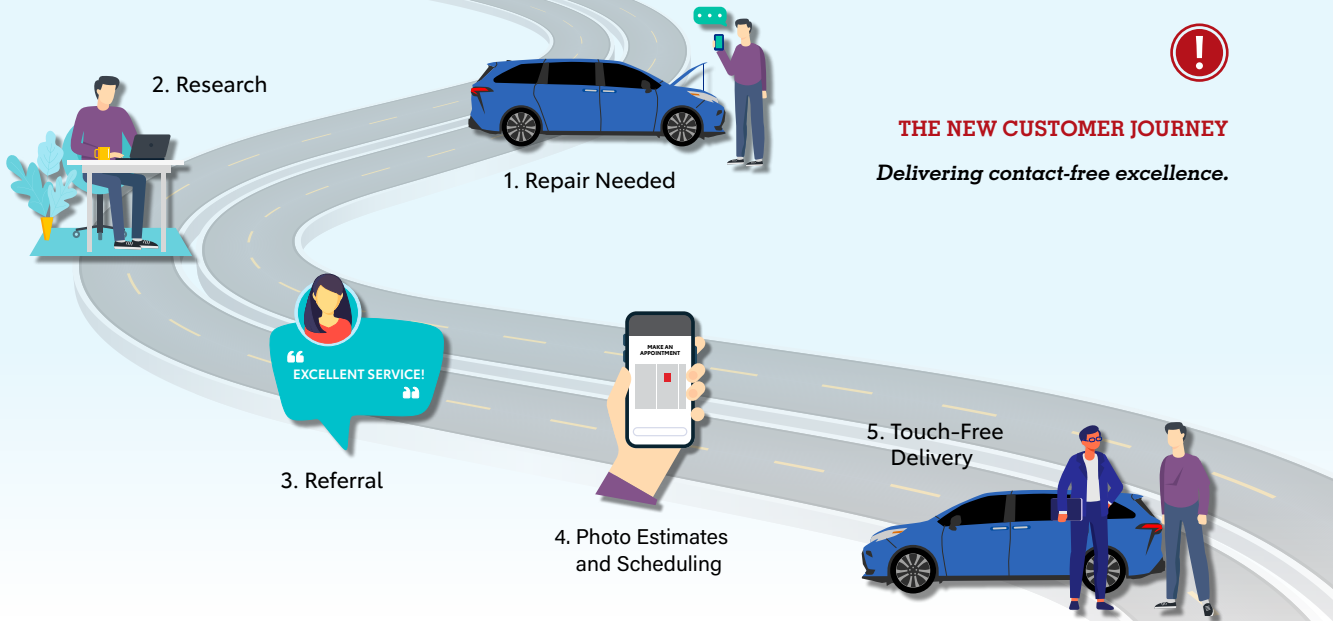 THE NEW CUSTOMER JOURNEY
Delivering contact-free excellence.
1. Repair Needed
2. Research
“
EXCELLENT SERVICE!
”
3. Referral
MAKE AN
APPOINTMENT
4. Photo Estimates
and Scheduling
5. Touch-Free
Delivery
!